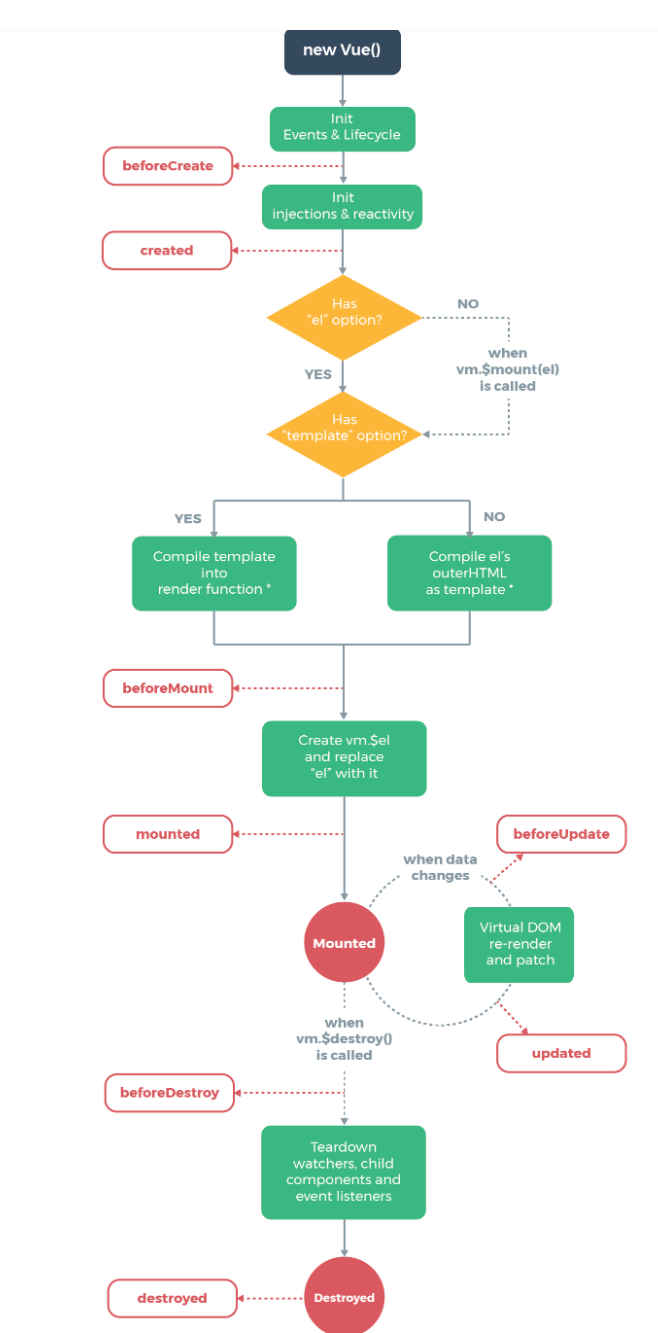 new Vue()
Init
Events & Lifecycle
beforeCreate
Init
injections & reactivity
created
Has
“el” option?
NO
when
vm.$mount(el)
is called
YES
Has
“template” option?
YES
NO
Compile template
into
render function *
Compile el’s
outerHTML
as template *
beforeMount
Create vm.$el
and replace
“el” with it
mounted
beforeUpdate
when data
changes
Mounted
Virtual DOM
re-render
and patch
when
vm.$destroy()
is called
updated
beforeDestroy
Teardown
watchers, child
components and
event listeners
destroyed
Destroyed